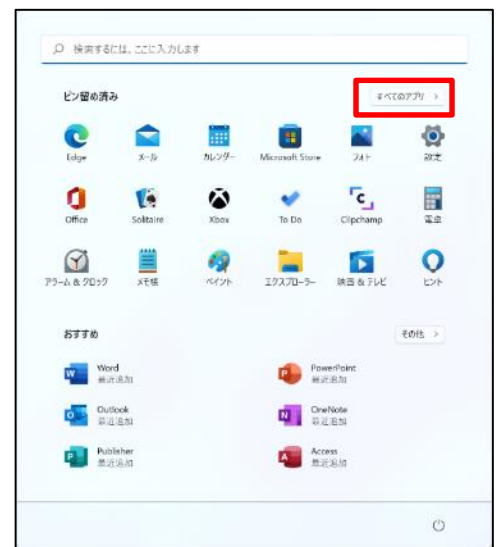 検索するには、ここに入力します
ピン留め済み
すべてのアプリ >
Edge
メール
カレンダー
Microsoft Store
フォト
設定
Office
Solitaire
Xbox
To Do
Clipchamp
電卓
アラーム & クロック
メモ帳
ペイント
エクスプローラー
映画 & テレビ
ヒント
おすすめ
その他 >
Word
最近追加
PowerPoint
最近追加
Outlook
最近追加
OneNote
最近追加
Publisher
最近追加
Access
最近追加